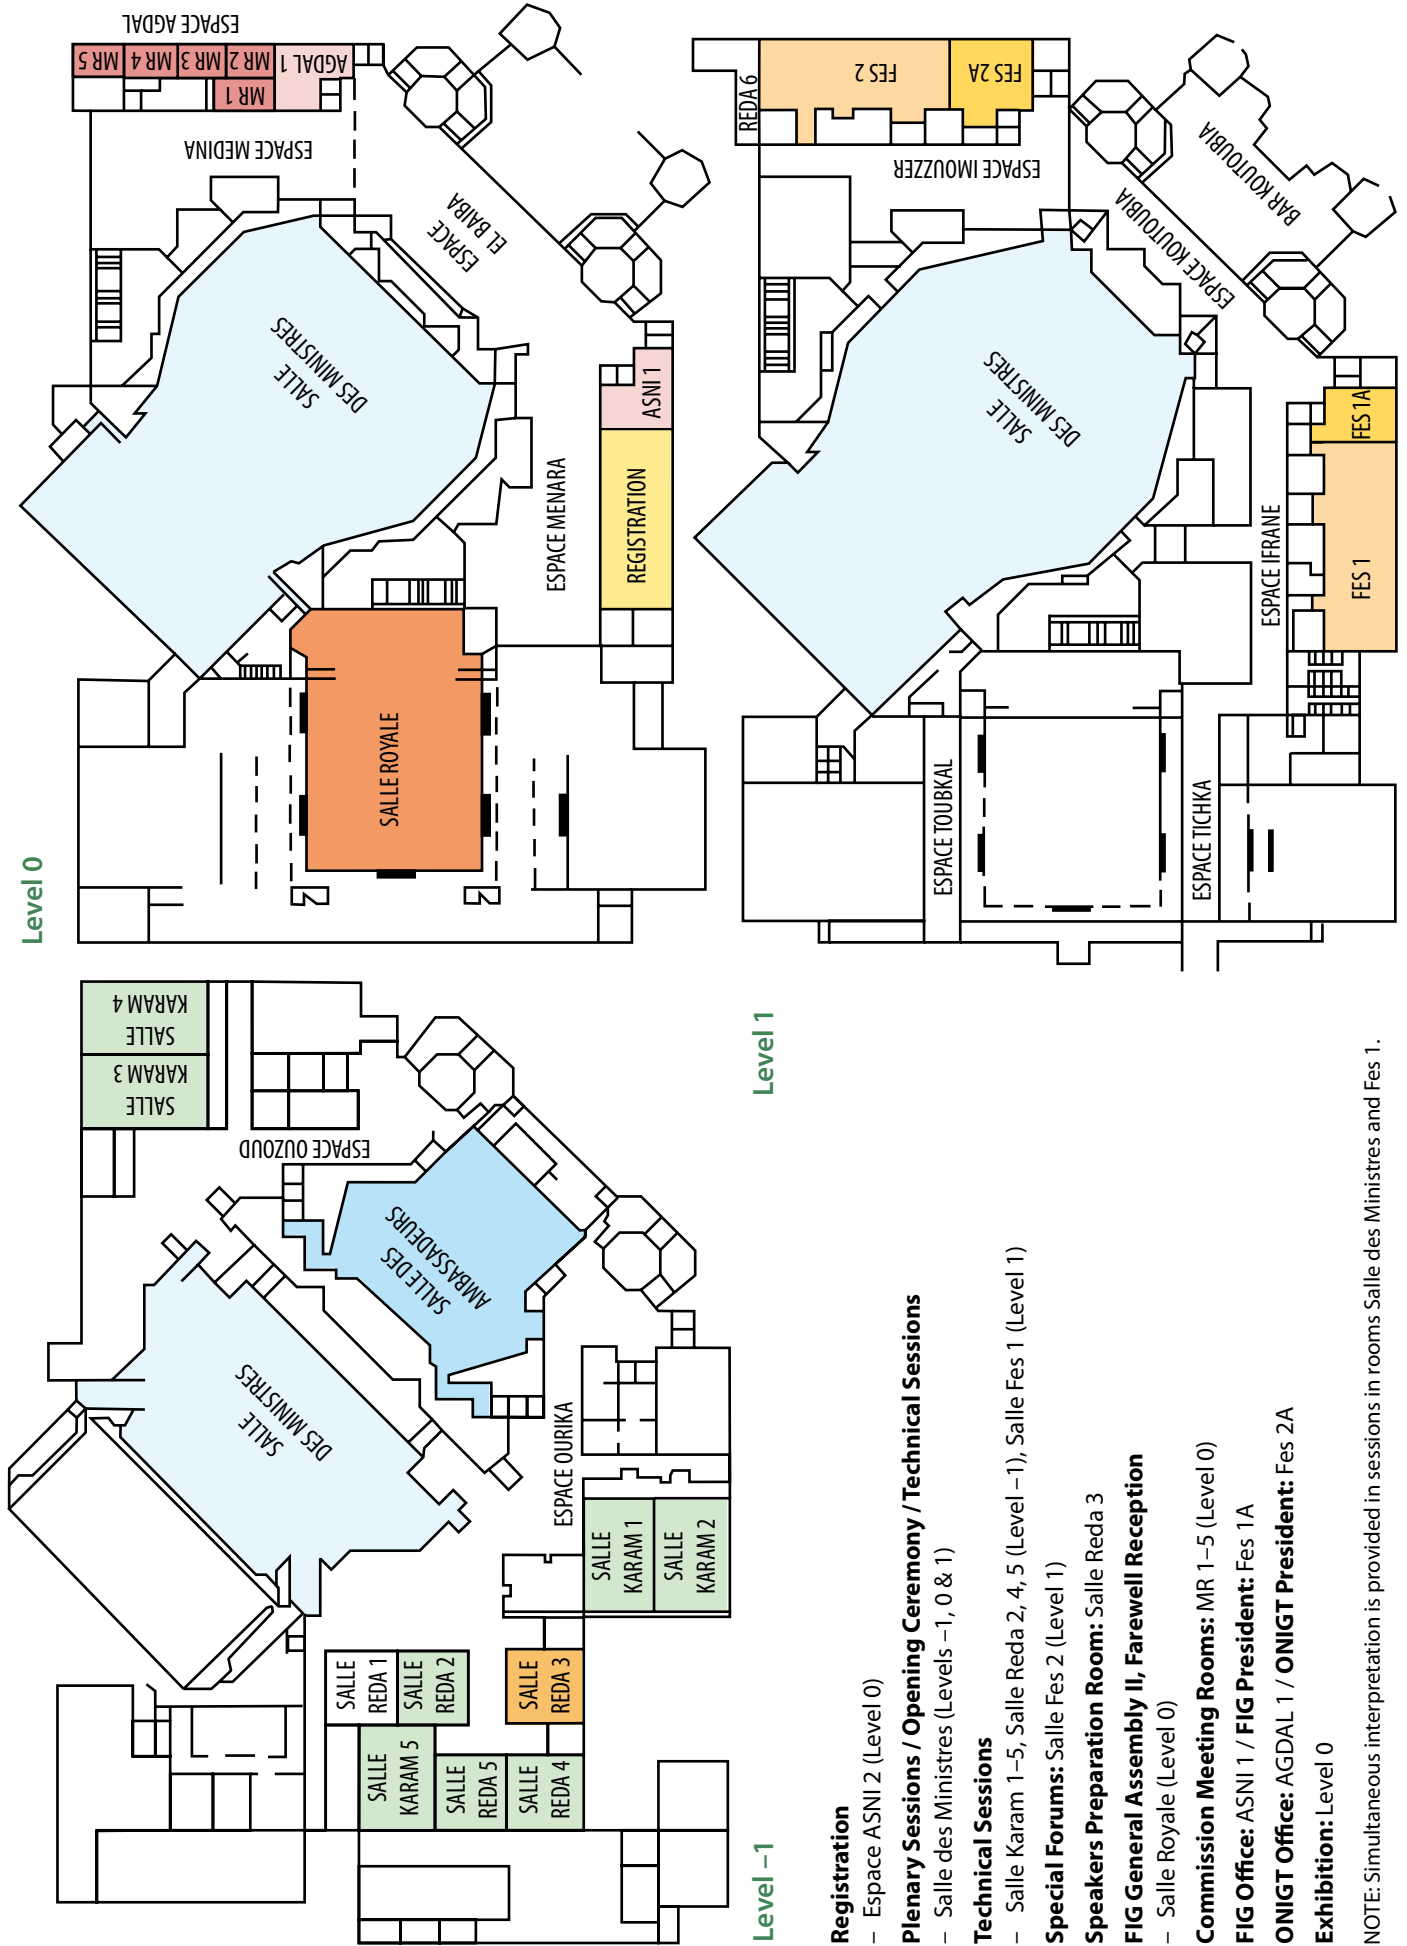 Level –1
SALLE
DES MINISTRES
SALLE DES
AMBASSADEURS
ESPACE OUZOUD
SALLE
KARAM 3
SALLE
KARAM 4
ESPACE OURIKA
SALLE
KARAM 1
SALLE
KARAM 2
SALLE
REDA 1
SALLE
REDA 2
SALLE
REDA 3
SALLE
KARAM 5
SALLE
REDA 5
SALLE
REDA 4
Level 0
SALLE
DES MINISTRES
SALLE ROYALE
ESPACE MENARA
REGISTRATION
ASNI 1
ESPACE
EL BAIBA
ESPACE MEDINA
ESPACE AGDAL
MR 5
MR 4
MR 3
MR 2
MR 1
AGDAL 1
Level 1
SALLE
DES MINISTRES
ESPACE TOUBKAL
ESPACE TICHKA
ESPACE IFRANE
FES 1
FES 1A
ESPACE KOUTOUBIA
BAR KOUTOUBIA
ESPACE IMOUZZER
REDA 6
FES 2
FES 2A
Registration
– Espace ASNI 2 (Level 0)
Plenary Sessions / Opening Ceremony / Technical Sessions
– Salle des Ministres (Levels –1, 0 & 1)
Technical Sessions
– Salle Karam 1–5, Salle Reda 2, 4, 5 (Level –1), Salle Fes 1 (Level 1)
Special Forums: Salle Fes 2 (Level 1)
Speakers Preparation Room: Salle Reda 3
FIG General Assembly II, Farewell Reception
– Salle Royale (Level 0)
Commission Meeting Rooms: MR 1–5 (Level 0)
FIG Office: ASNI 1 / FIG President: Fes 1A
ONIGT Office: AGDAL 1 / ONIGT President: Fes 2A
Exhibition: Level 0
NOTE: Simultaneous interpretation is provided in sessions in rooms Salle des Ministres and Fes 1.